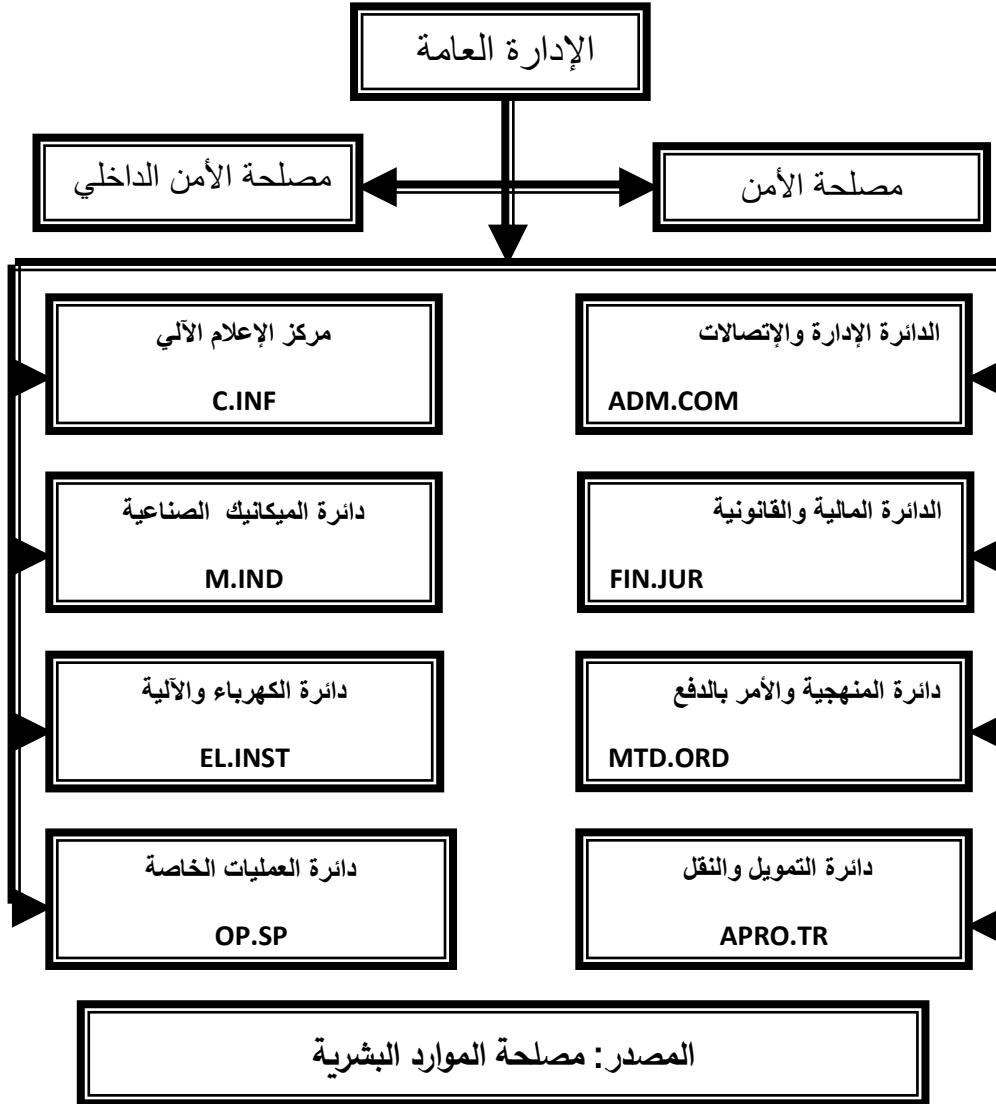 الإدارة العامة
مصلحة الأمن
مصلحة الأمن الداخلي
الدائرة الإدارة والإتصالات
ADM.COM
مركز الإعلام الآلي
C.INF
الدائرة المالية والقانونية
FIN.JUR
دائرة الميكانيك الصناعية
M.IND
دائرة المنهجية والأمر بالدفع
MTD.ORD
دائرة الكهرباء والآلية
EL.INST
دائرة التمويل والنقل
APRO.TR
دائرة العمليات الخاصة
OP.SP
المصدر: مصلحة الموارد البشرية